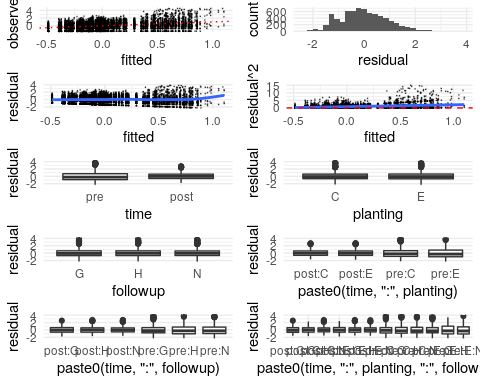 observe
4
2
0
-0.5 0.0 0.5 1.0
fitted
count
600
400
200
0
-2 0 2 4
residual
residual
4
2
0
-2
-0.5 0.0 0.5 1.0
fitted
residual^2
15
10
5
0
-0.5 0.0 0.5 1.0
fitted
residual
4
2
0
-2
pre post
time
residual
4
2
0
-2
C E
planting
residual
4
2
0
-2
G H N
followup
residual
4
2
0
-2
post:C post:E pre:C pre:E
paste0(time, ":", planting)
residual
4
2
0
-2
post:G post:H post:N pre:G pre:H pre:N
paste0(time, ":", followup)
residual
4
2
0
-2
paste0(time, ":", planting, ":", follow